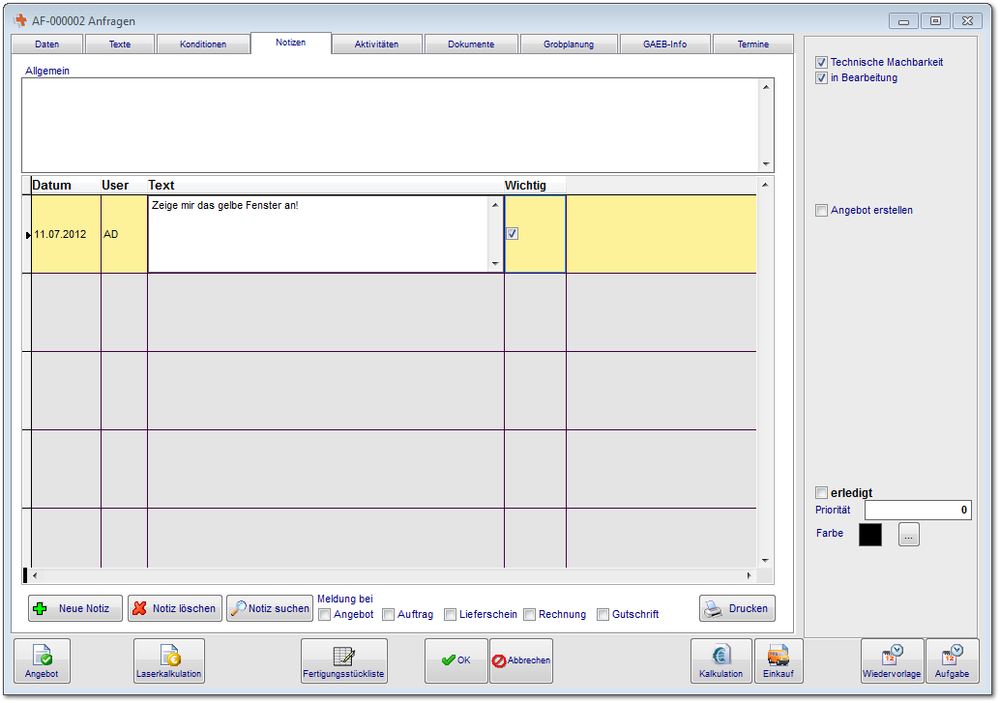 AF-000002 Anfragen
Daten Texte Konditionen Notizen Aktivitäten Dokumente Grobplanung GAEB-Info Termine
Allgemein
Technische Machbarkeit
in Bearbeitung
Datum User Text Wichtig
Zeige mir das gelbe Fenster an!
11.07.2012 AD
Angebot erstellen
erledigt
Priorität 0
Farbe ...
Meldung bei
Neue Notiz Notiz löschen Notiz suchen Angebot Auftrag Lieferschein Rechnung Gutschrift Drucken
Angebot Laserkalkulation Fertigungsstückliste OK Abbrechen Kalkulation Einkauf Wiedervorlage Aufgabe